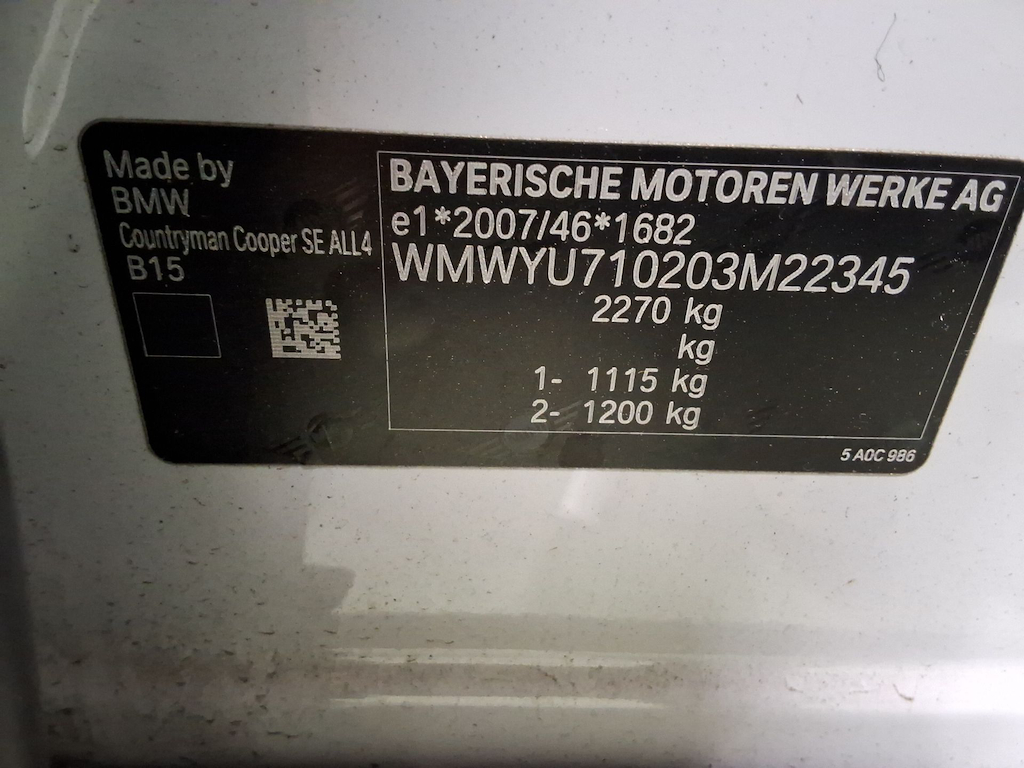 Made by
BMW
Countryman Cooper SE ALL4
B15
BAYERISCHE MOTOREN WERKE AG
e1*2007/46*1682
WMWYU710203M22345
2270 kg
kg
1- 1115 kg
2- 1200 kg
5 A0C 986